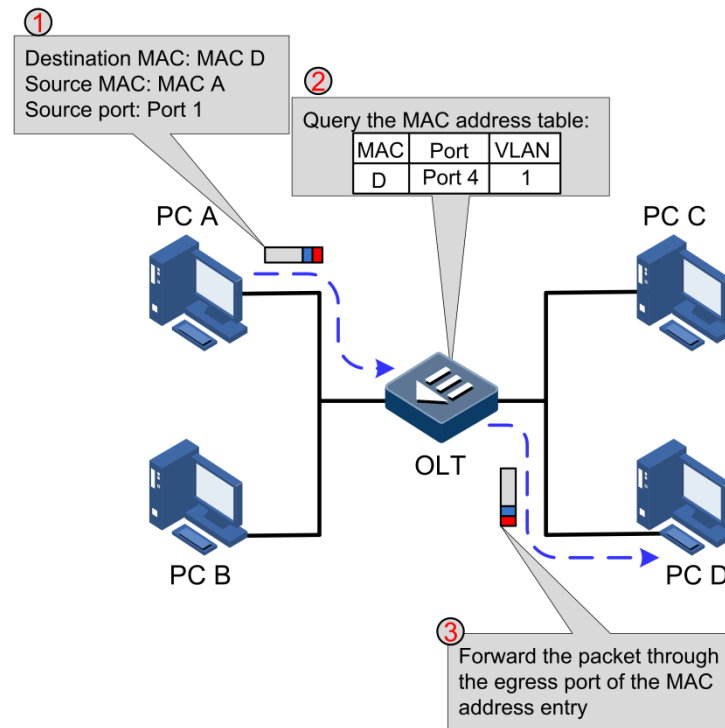 1
Destination MAC: MAC D
Source MAC: MAC A
Source port: Port 1
2
Query the MAC address table:
MAC Port VLAN
D Port 4 1
PC A
PC C
OLT
PC B
PC D
3
Forward the packet through
the egress port of the MAC
address entry